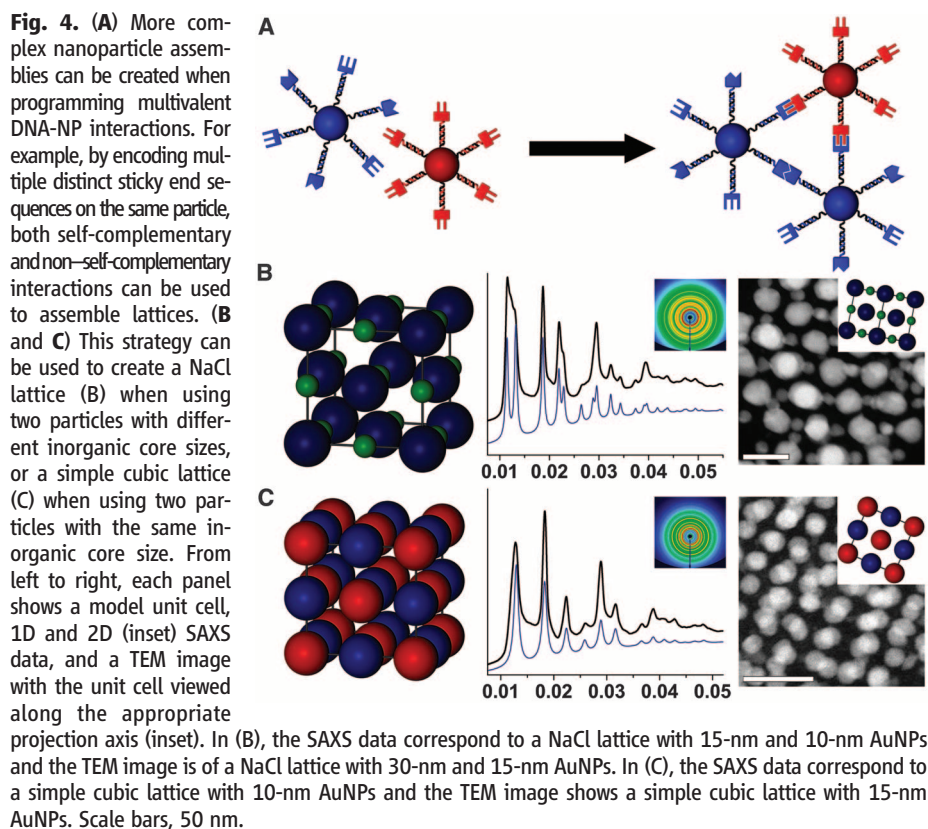 Fig. 4. (A) More com-
plex nanoparticle assem-
blies can be created when
programming multivalent
DNA-NP interactions. For
example, by encoding mul-
tiple distinct sticky end se-
quences on the same particle,
both self-complementary
and non–self-complementary
interactions can be used
to assemble lattices. (B
and C) This strategy can
be used to create a NaCl
lattice (B) when using
two particles with differ-
ent inorganic core sizes,
or a simple cubic lattice
(C) when using two par-
ticles with the same in-
organic core size. From
left to right, each panel
shows a model unit cell,
1D and 2D (inset) SAXS
data, and a TEM image
with the unit cell viewed
along the appropriate
projection axis (inset). In (B), the SAXS data correspond to a NaCl lattice with 15-nm and 10-nm AuNPs
and the TEM image is of a NaCl lattice with 30-nm and 15-nm AuNPs. In (C), the SAXS data correspond to
a simple cubic lattice with 10-nm AuNPs and the TEM image shows a simple cubic lattice with 15-nm
AuNPs. Scale bars, 50 nm.
A
B
0.01 0.02 0.03 0.04 0.05
C
0.01 0.02 0.03 0.04 0.05